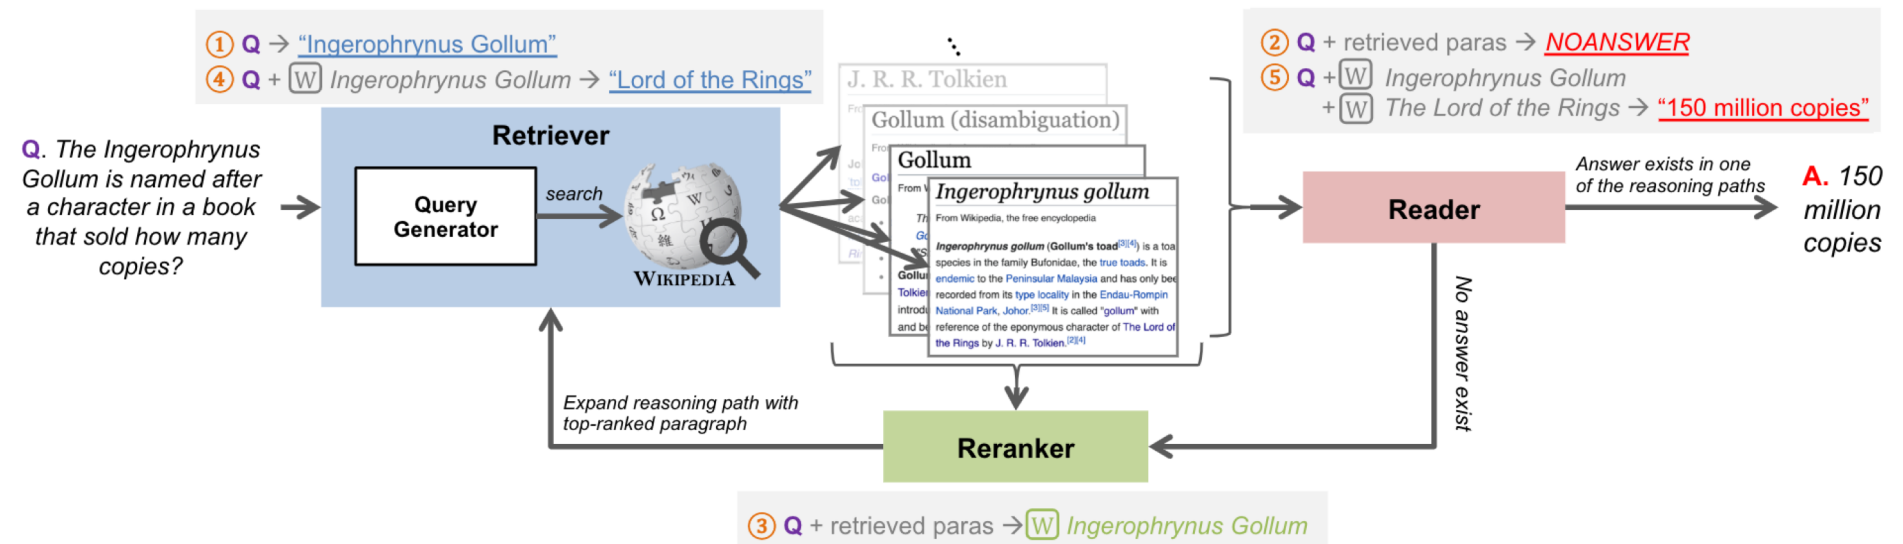 ① Q → “Ingerophrynus Gollum”
④ Q + W Ingerophrynus Gollum → “Lord of the Rings”
② Q + retrieved paras → NOANSWER
⑤ Q + W Ingerophrynus Gollum
+ W The Lord of the Rings → “150 million copies”
Q. The Ingerophrynus
Gollum is named after
a character in a book
that sold how many
copies?
Retriever
Query
Generator
search
Ω W
WIKIPEDIA
J. R. R. Tolkien
Gollum (disambiguation)
Gollum
From W
Ingerophrynus gollum
From Wikipedia, the free encyclopedia
Ingerophrynus gollum (Gollum's toad[3][4]) is a toa
species in the family Bufonidae, the true toads. It is
endemic to the Peninsular Malaysia and has only bee
recorded from its type locality in the Endau-Rompin
National Park, Johor.[3][5] It is called "gollum" with
reference of the eponymous character of The Lord of
the Rings by J. R. R. Tolkien.[2][4]
Reader
Answer exists in one
of the reasoning paths
A. 150
million
copies
No answer exist
Expand reasoning path with
top-ranked paragraph
Reranker
③ Q + retrieved paras → W Ingerophrynus Gollum